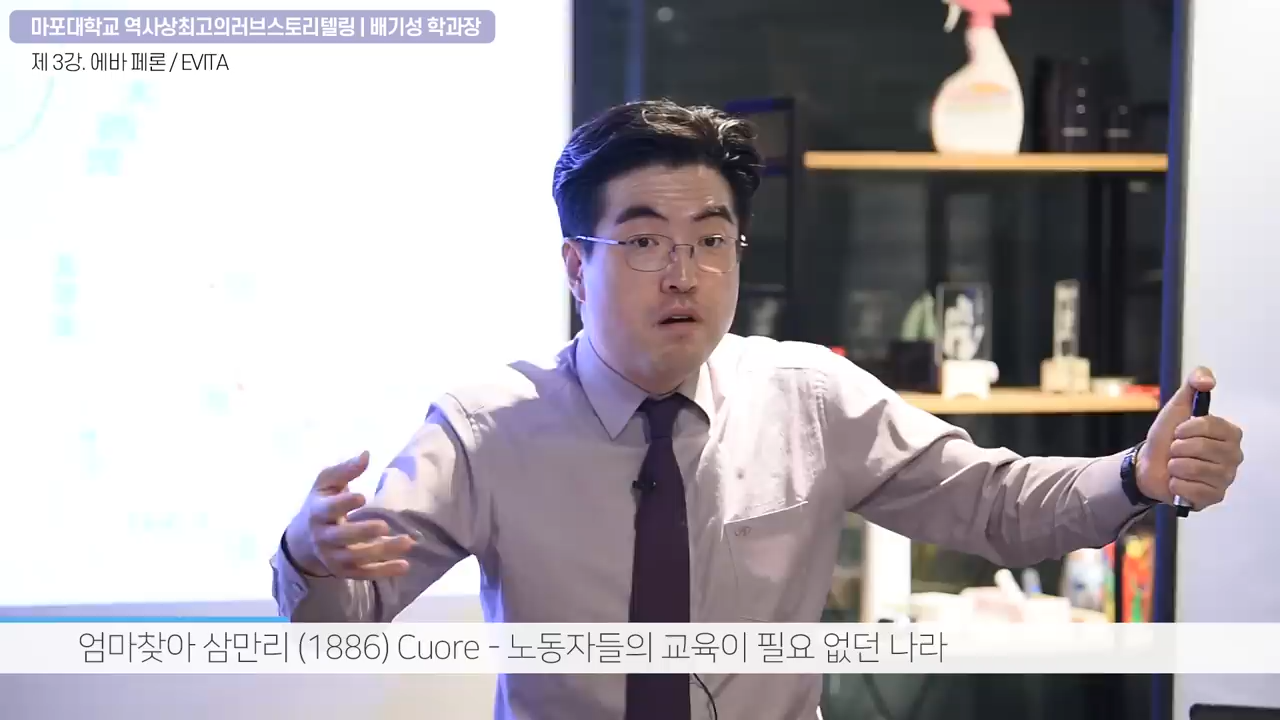 마포대학교 역사상최고의러브스토리텔링 | 배기성 학과장
제 3강. 에바 페론 / EVITA
엄마찾아 삼만리 (1886) Cuore - 노동자들의 교육이 필요 없던 나라